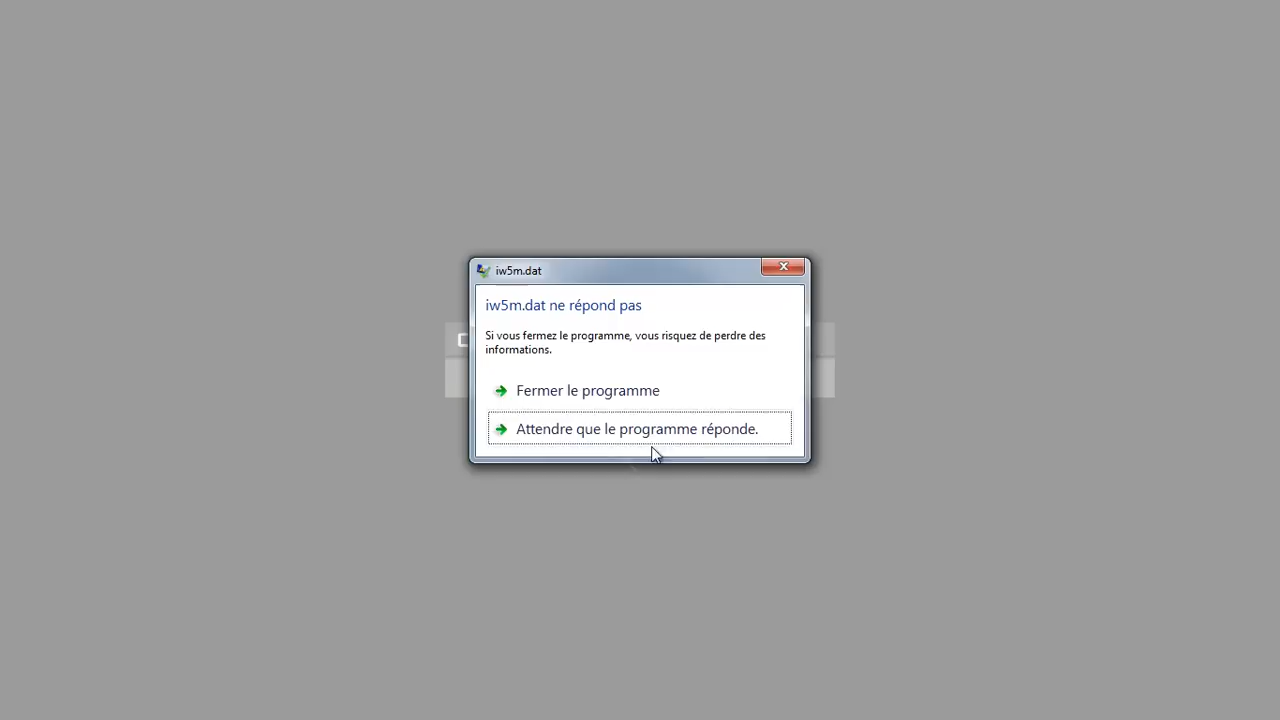 iw5m.dat
iw5m.dat ne répond pas
Si vous fermez le programme, vous risquez de perdre des
informations.
Fermer le programme
Attendre que le programme réponde.